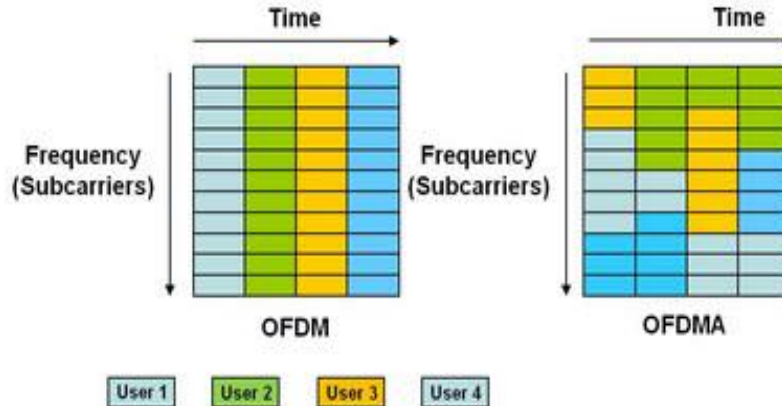 Time
Time
Frequency
(Subcarriers)
Frequency
(Subcarriers)
OFDM
OFDMA
User 1
User 2
User 3
User 4